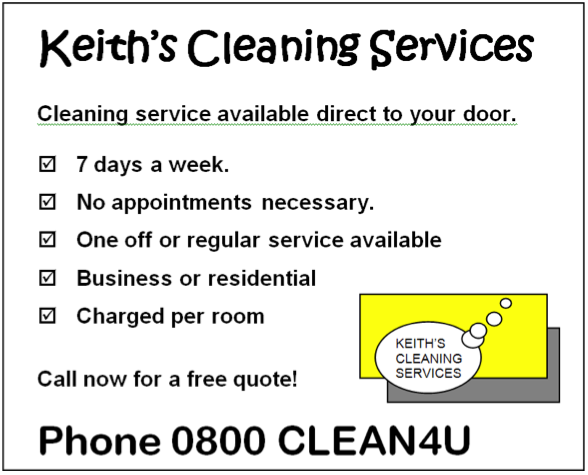 Keith's Cleaning Services
Cleaning service available direct to your door.
☑ 7 days a week.
☑ No appointments necessary.
☑ One off or regular service available
☑ Business or residential
☑ Charged per room
KEITH'S
CLEANING
SERVICES
Call now for a free quote!
Phone 0800 CLEAN4U